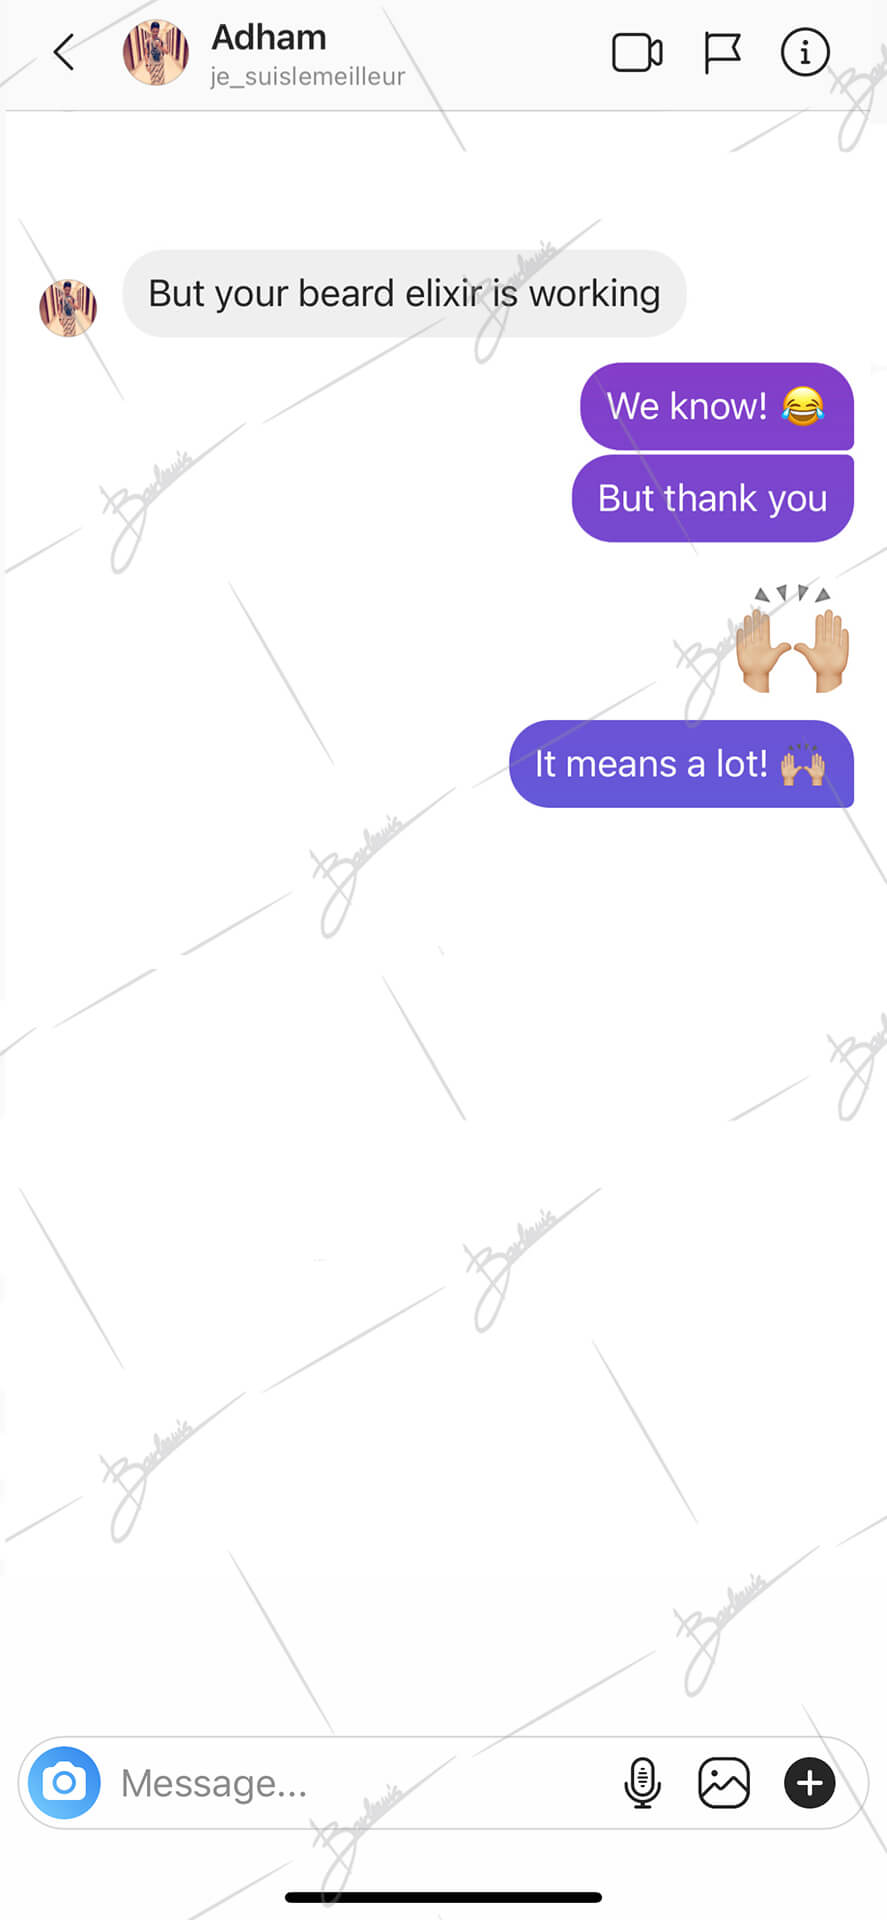 Adham
je_suislemeilleur
But your beard elixir is working
We know! 😂
But thank you
🙌🏼
It means a lot! 🙌🏼
Message...